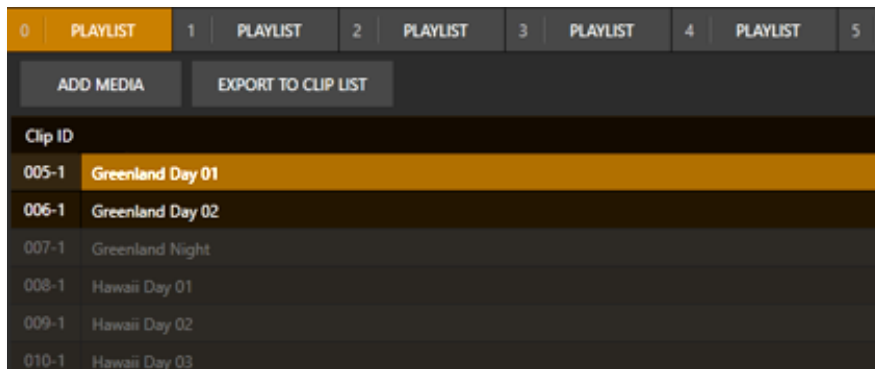 0 PLAYLIST 1 PLAYLIST 2 PLAYLIST 3 PLAYLIST 4 PLAYLIST 5
ADD MEDIA EXPORT TO CLIP LIST
Clip ID
005-1 Greenland Day 01
006-1 Greenland Day 02
007-1 Greenland Night
008-1 Hawaii Day 01
009-1 Hawaii Day 02
010-1 Hawaii Day 03